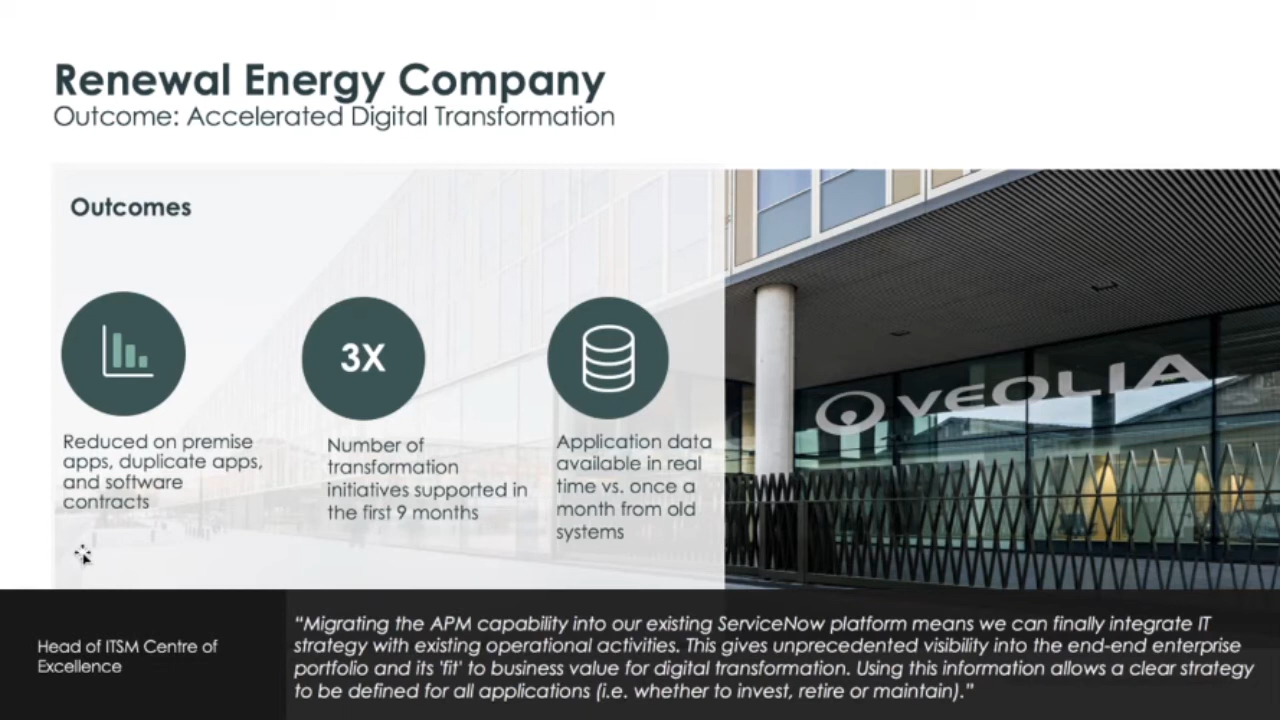 Renewal Energy Company
Outcome: Accelerated Digital Transformation
Outcomes
Reduced on premise
apps, duplicate apps,
and software
contracts
3X
Number of
transformation
initiatives supported in
the first 9 months
Application data
available in real
time vs. once a
month from old
systems
VEOLIA
Head of ITSM Centre of
Excellence
“Migrating the APM capability into our existing ServiceNow platform means we can finally integrate IT
strategy with existing operational activities. This gives unprecedented visibility into the end-end enterprise
portfolio and its 'fit' to business value for digital transformation. Using this information allows a clear strategy
to be defined for all applications (i.e. whether to invest, retire or maintain).”